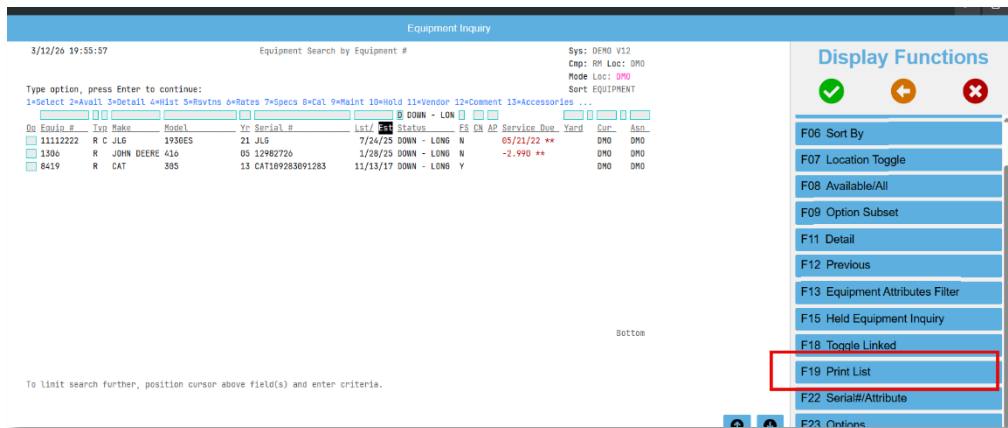 Equipment Inquiry
3/12/26 19:55:57 Equipment Search by Equipment # Sys: DEMO V12
Cmp: RM Loc: DMO
Mode Loc: DMO
Type option, press Enter to continue: Sort EQUIPMENT
1=Select 2=Avail 3=Detail 4=Hist 5=Rsvtns 6=Rates 7=Specs 8=Cal 9=Maint 10=Hold 11=Vendor 12=Comment 13=Accessories ...
D DOWN - LON
Op Equip # Typ Make Model Yr Serial # Lst/ Est Status FS CN AP Service Due Yard Cur Asn
11112222 R C JLG 1930ES 21 JLG 7/24/25 DOWN - LONG N 05/21/22 ** DMO DMO
1306 R JOHN DEERE 416 05 12982726 1/28/25 DOWN - LONG N -2.990 ** DMO DMO
8419 R CAT 305 13 CAT109283091283 11/13/17 DOWN - LONG Y DMO DMO
Bottom
To limit search further, position cursor above field(s) and enter criteria.
Display Functions
F06 Sort By
F07 Location Toggle
F08 Available/All
F09 Option Subset
F11 Detail
F12 Previous
F13 Equipment Attributes Filter
F15 Held Equipment Inquiry
F18 Toggle Linked
F19 Print List
F22 Serial#/Attribute
F23 Options